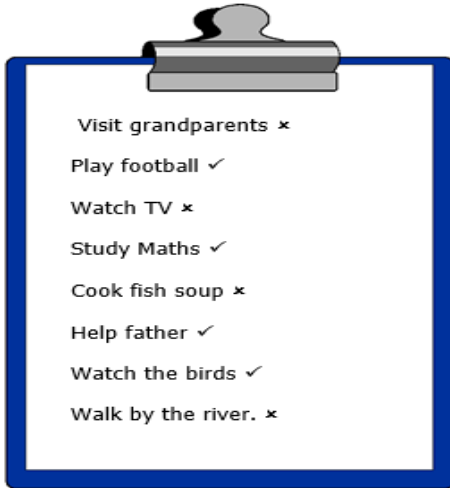 Visit grandparents ×
Play football ✓
Watch TV ×
Study Maths ✓
Cook fish soup ×
Help father ✓
Watch the birds ✓
Walk by the river. ×